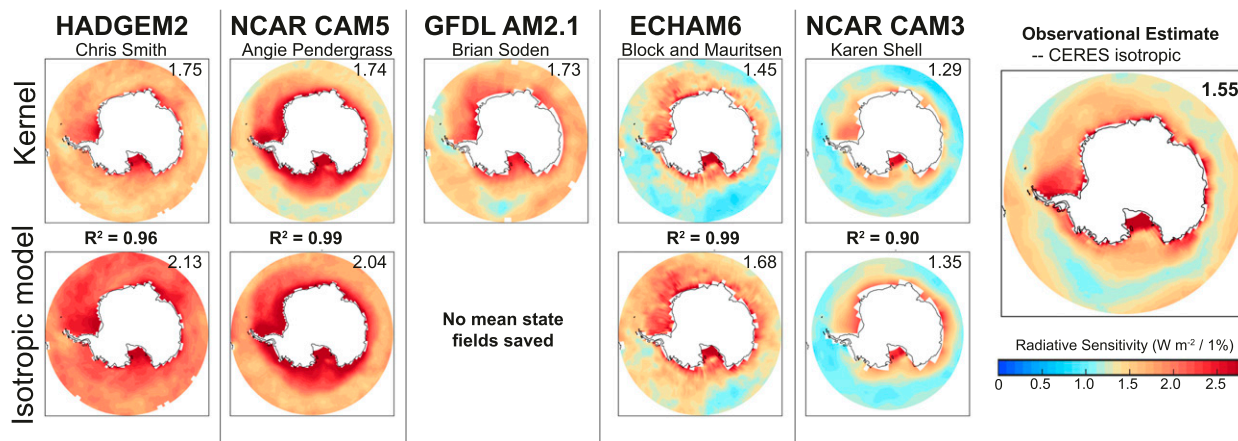 HADGEM2
Chris Smith
NCAR CAM5
Angie Pendergrass
GFDL AM2.1
Brian Soden
ECHAM6
Block and Mauritsen
NCAR CAM3
Karen Shell
Observational Estimate
-- CERES isotropic
Kernel
1.75
1.74
1.73
1.45
1.29
1.55
R² = 0.96
R² = 0.99
R² = 0.99
R² = 0.90
Isotropic model
2.13
2.04
No mean state
fields saved
1.68
1.35
Radiative Sensitivity (W m⁻² / 1%)
0 0.5 1.0 1.5 2.0 2.5